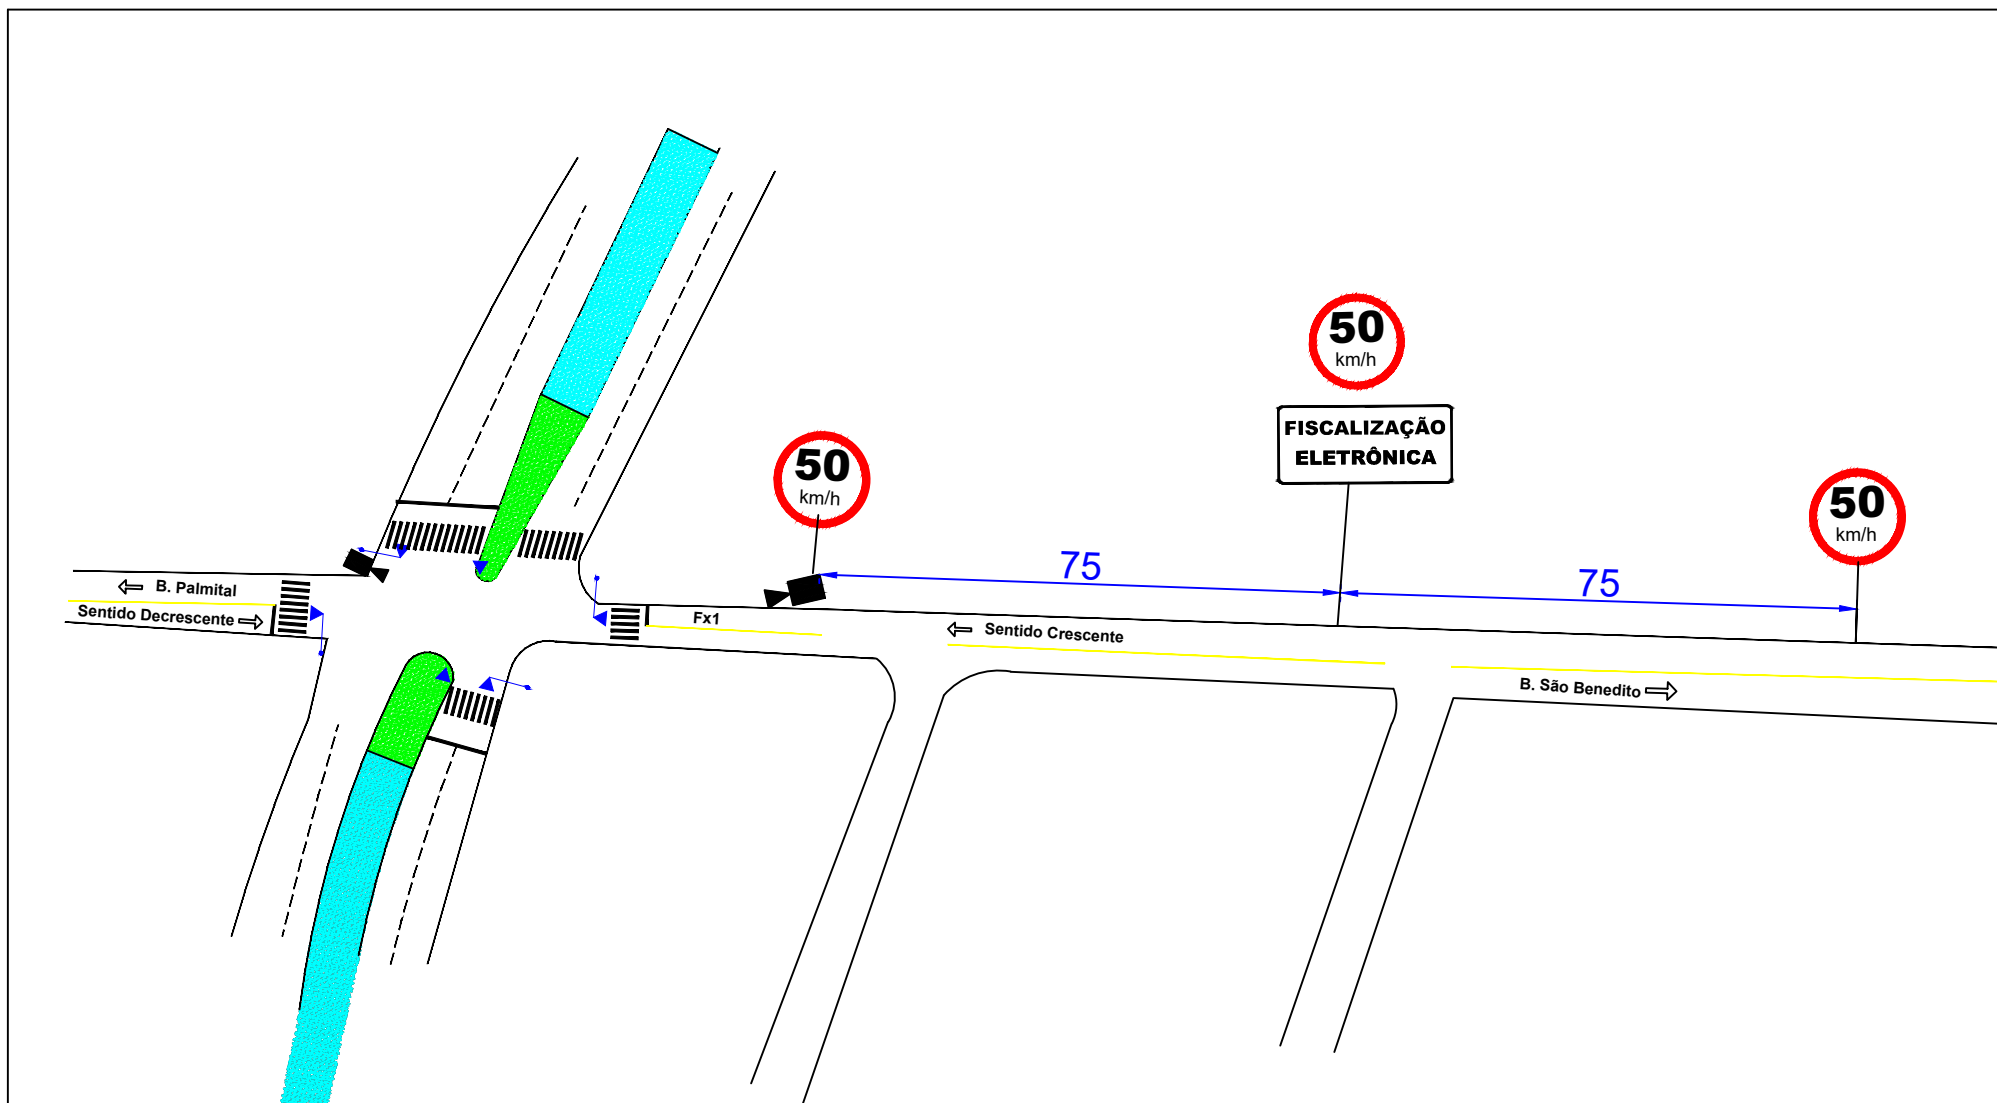 50
km/h
FISCALIZAÇÃO
ELETRÔNICA
50
km/h
50
km/h
75
75
B. Palmital
Sentido Decrescente
Fx1
Sentido Crescente
B. São Benedito